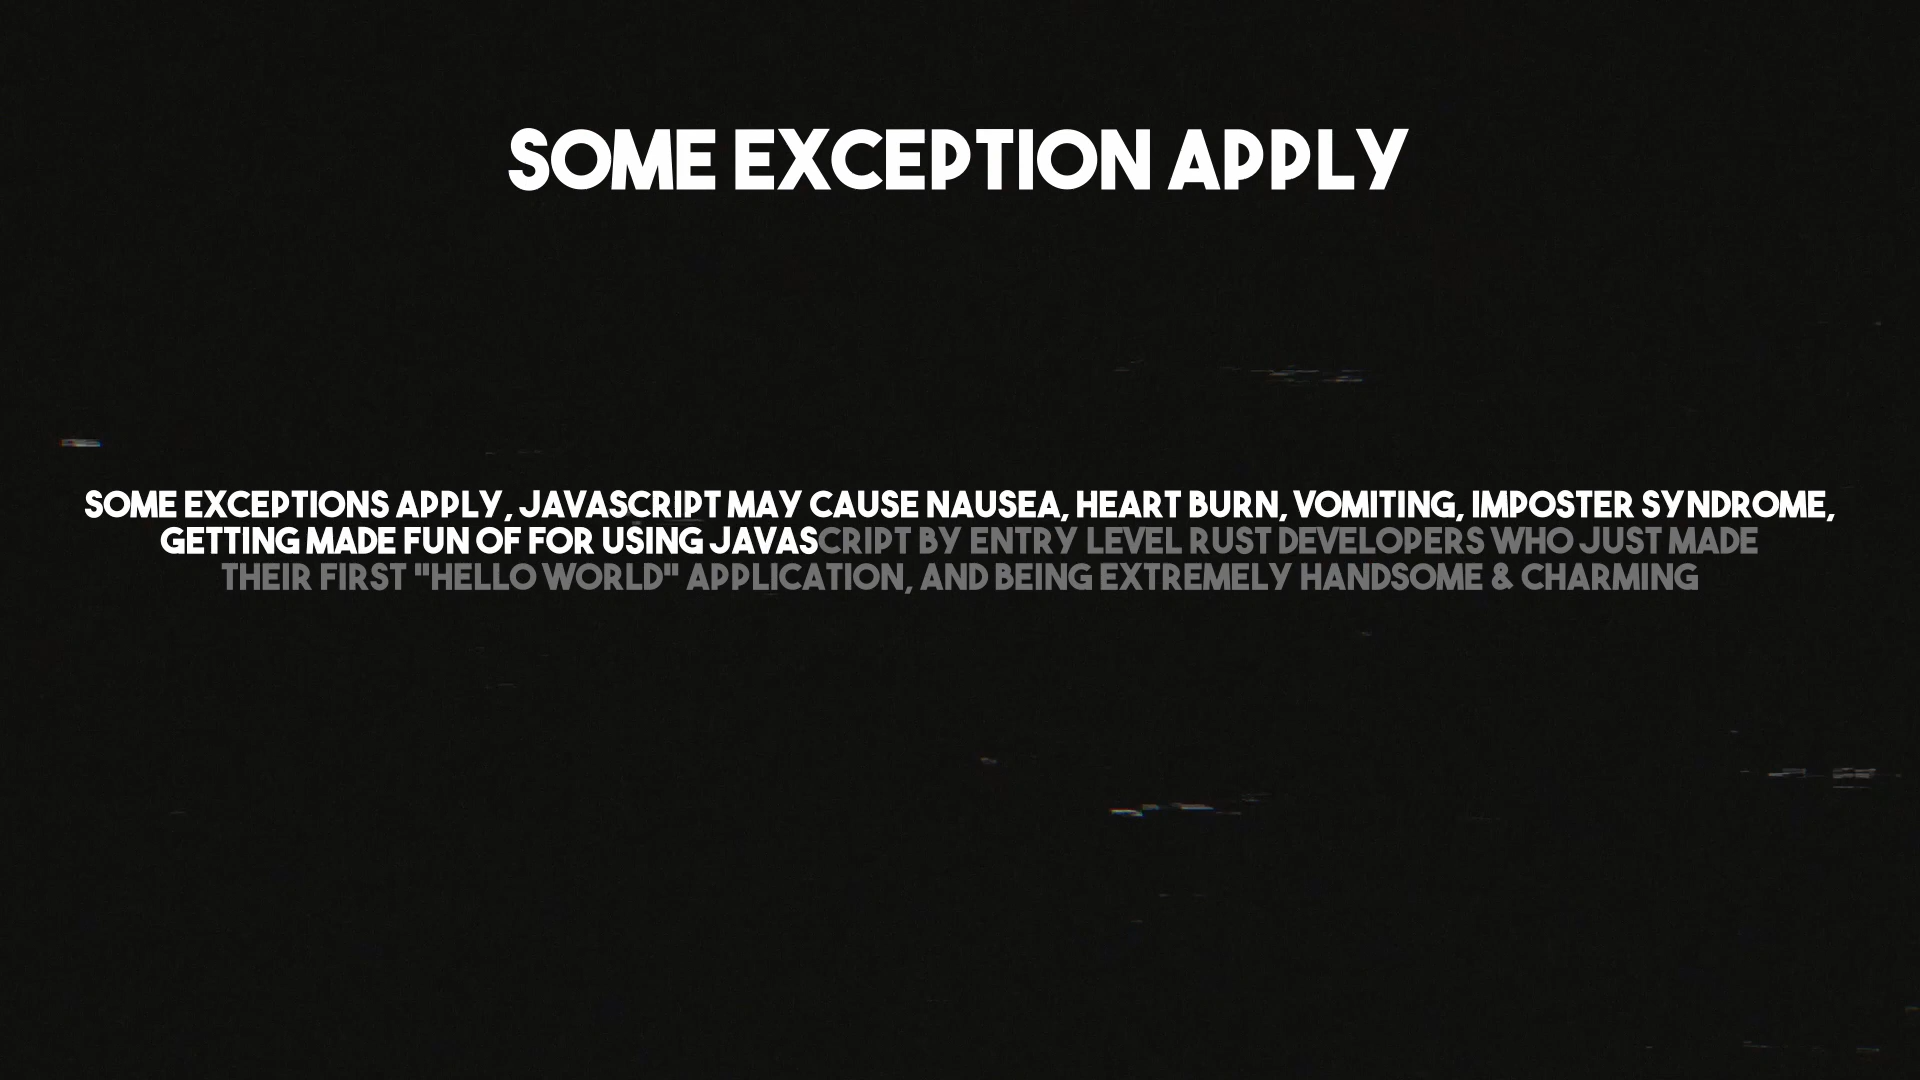 SOME EXCEPTION APPLY
SOME EXCEPTIONS APPLY, JAVASCRIPT MAY CAUSE NAUSEA, HEART BURN, VOMITING, IMPOSTER SYNDROME,
GETTING MADE FUN OF FOR USING JAVASCRIPT BY ENTRY LEVEL RUST DEVELOPERS WHO JUST MADE
THEIR FIRST "HELLO WORLD" APPLICATION, AND BEING EXTREMELY HANDSOME & CHARMING